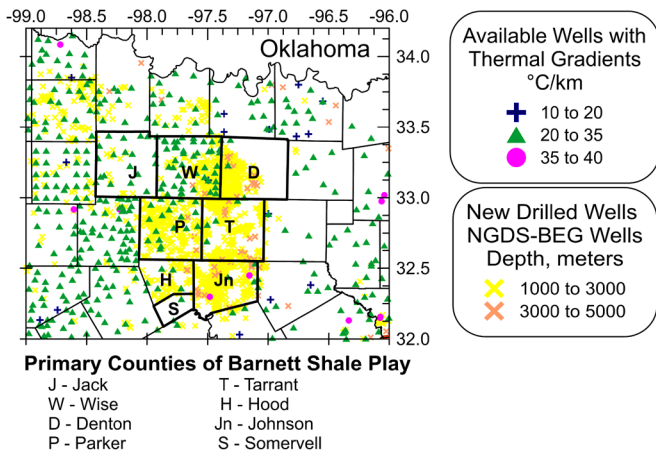 -99.0 -98.5 -98.0 -97.5 -97.0 -96.5 -96.0
Oklahoma
34.0
33.5
33.0
32.5
32.0
J W D
P T
H Jn
S
Available Wells with
Thermal Gradients
°C/km
10 to 20
20 to 35
35 to 40
New Drilled Wells
NGDS-BEG Wells
Depth, meters
1000 to 3000
3000 to 5000
Primary Counties of Barnett Shale Play
J - Jack T - Tarrant
W - Wise H - Hood
D - Denton Jn - Johnson
P - Parker S - Somervell